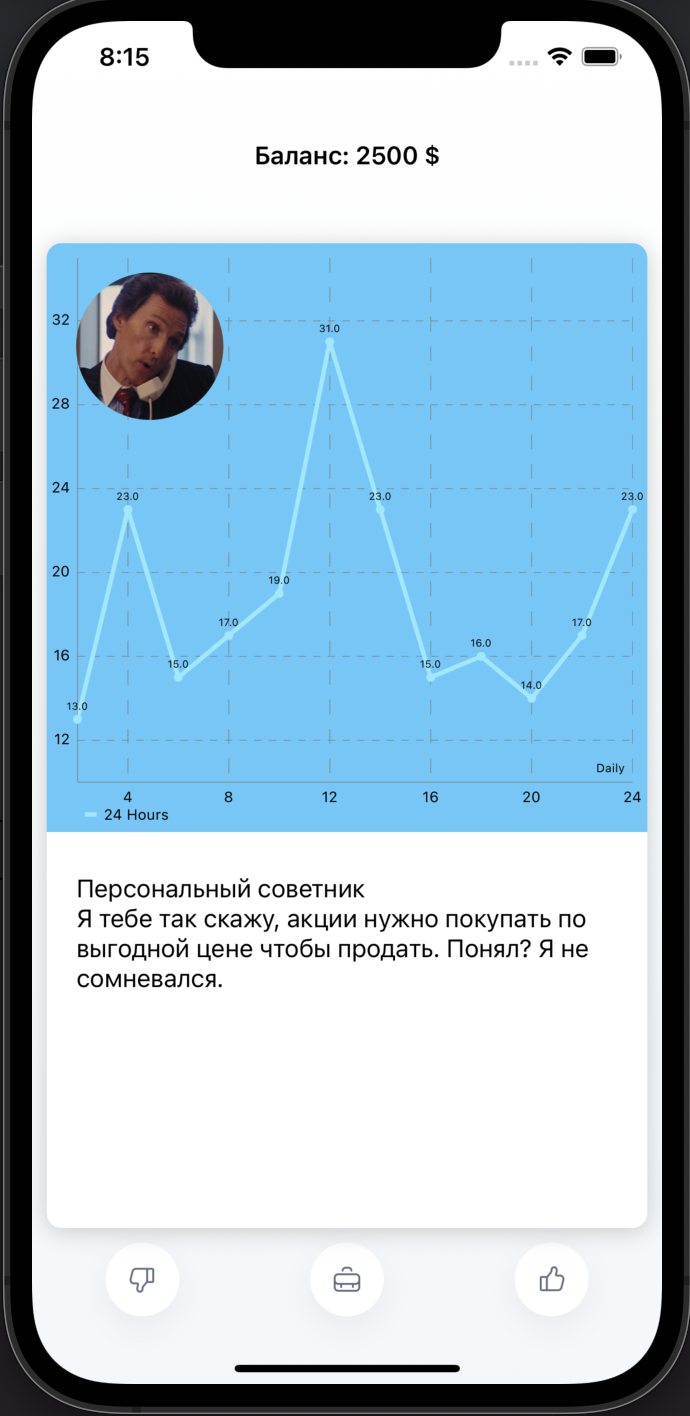 8:15
Баланс: 2500 $
32
28
24
20
16
12
13.0
23.0
15.0
17.0
19.0
31.0
23.0
15.0
16.0
14.0
17.0
23.0
Daily
4 8 12 16 20 24
24 Hours
Персональный советник
Я тебе так скажу, акции нужно покупать по
выгодной цене чтобы продать. Понял? Я не
сомневался.